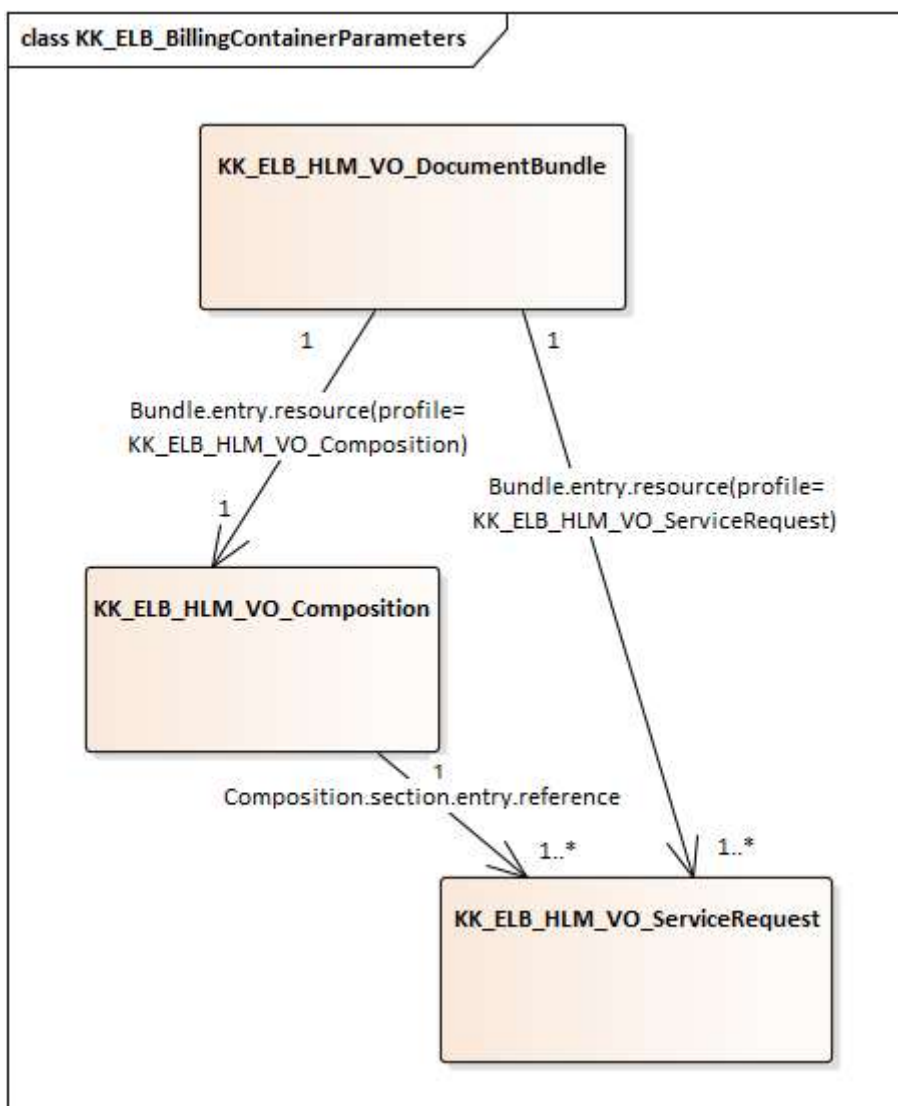 class KK_ELB_BillingContainerParameters
KK_ELB_HLM_VO_DocumentBundle
1
1
Bundle.entry.resource(profile=
KK_ELB_HLM_VO_Composition)
Bundle.entry.resource(profile=
KK_ELB_HLM_VO_ServiceRequest)
1
KK_ELB_HLM_VO_Composition
1
Composition.section.entry.reference
1..*
1..*
KK_ELB_HLM_VO_ServiceRequest